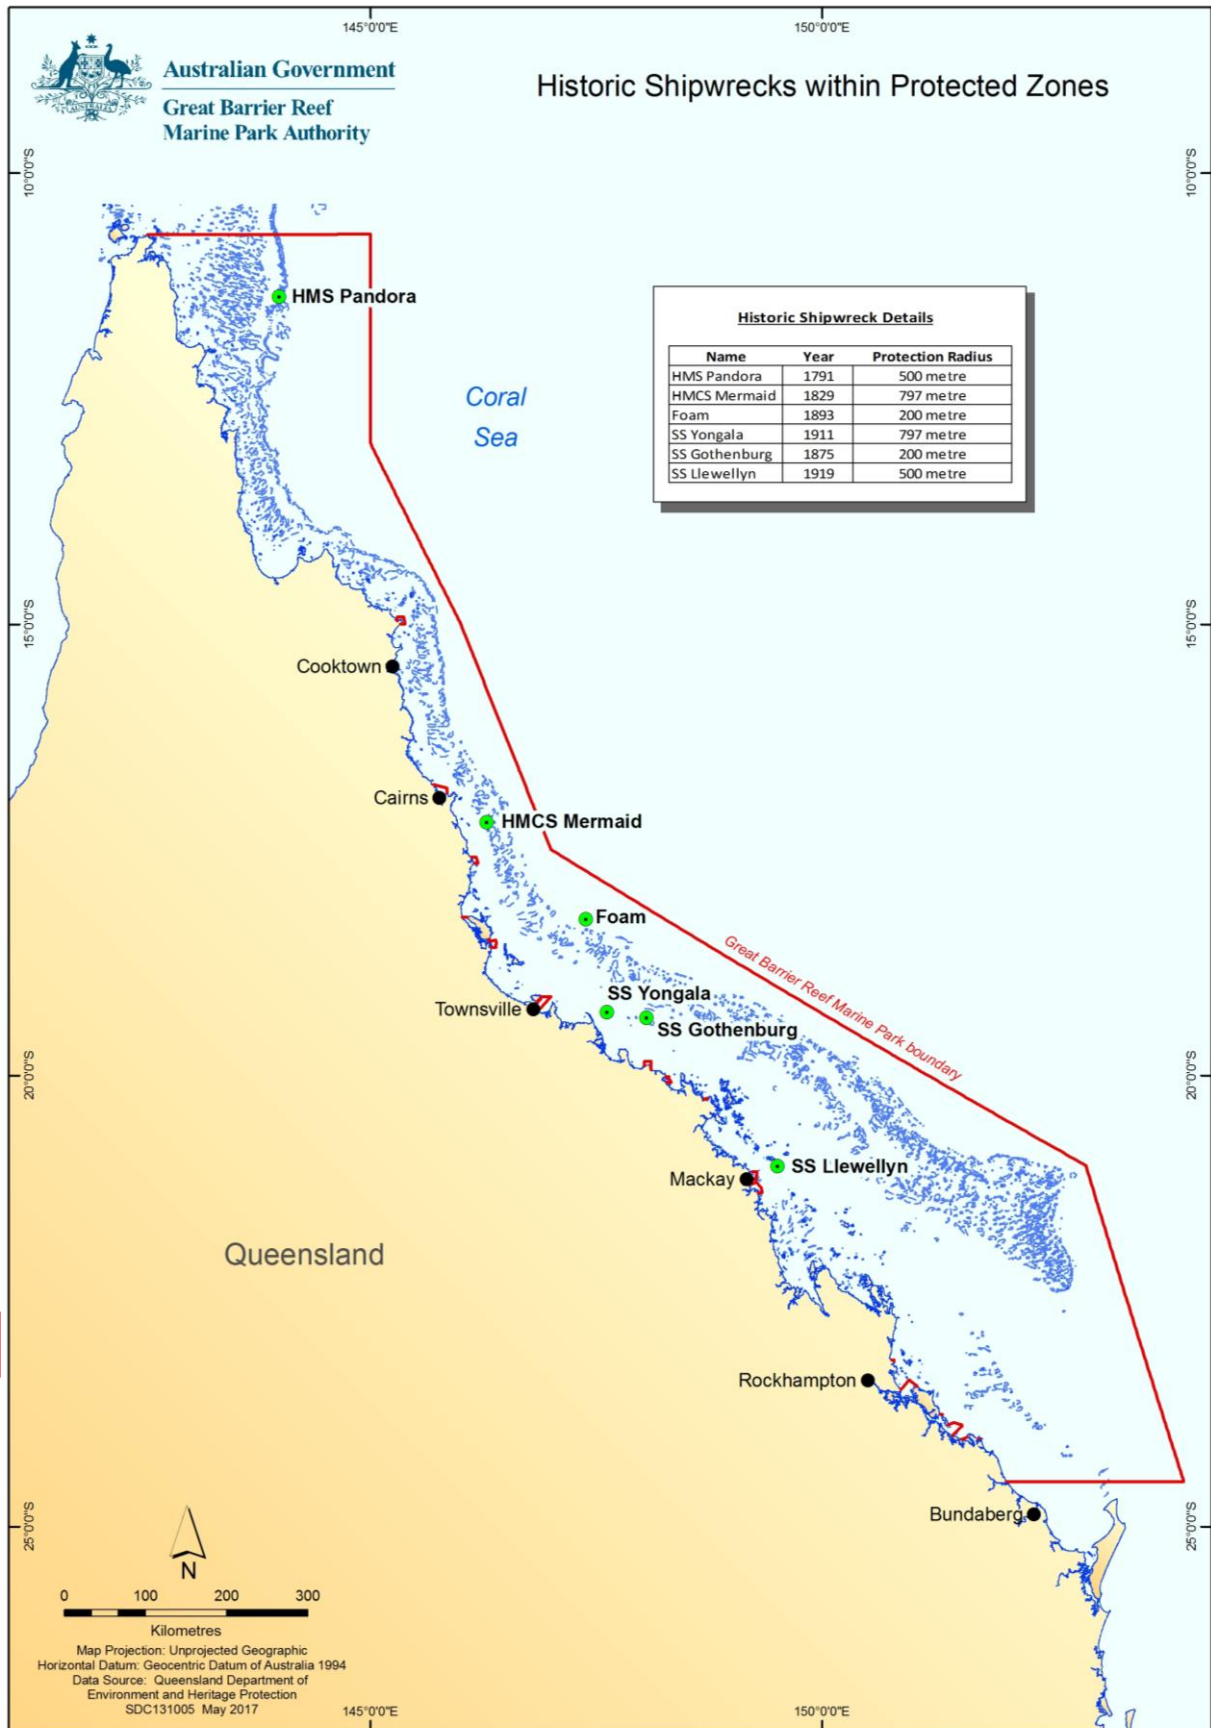 145°0'0"E
150°0'0"E
Australian Government
Great Barrier Reef
Marine Park Authority
AUSTRALIA
Historic Shipwrecks within Protected Zones
10°0'0"S
10°0'0"S
HMS Pandora
Coral
Sea
Historic Shipwreck Details
Name Year Protection Radius
HMS Pandora 1791 500 metre
HMCS Mermaid 1829 797 metre
Foam 1893 200 metre
SS Yongala 1911 797 metre
SS Gothenburg 1875 200 metre
SS Llewellyn 1919 500 metre
15°0'0"S
15°0'0"S
Cooktown
Cairns
HMCS Mermaid
Foam
Great Barrier Reef Marine Park boundary
SS Yongala
Townsville
SS Gothenburg
20°0'0"S
20°0'0"S
SS Llewellyn
Mackay
Queensland
Rockhampton
Bundaberg
25°0'0"S
25°0'0"S
N
0 100 200 300
Kilometres
Map Projection: Unprojected Geographic
Horizontal Datum: Geocentric Datum of Australia 1994
Data Source: Queensland Department of
Environment and Heritage Protection
SDC131005 May 2017
145°0'0"E
150°0'0"E